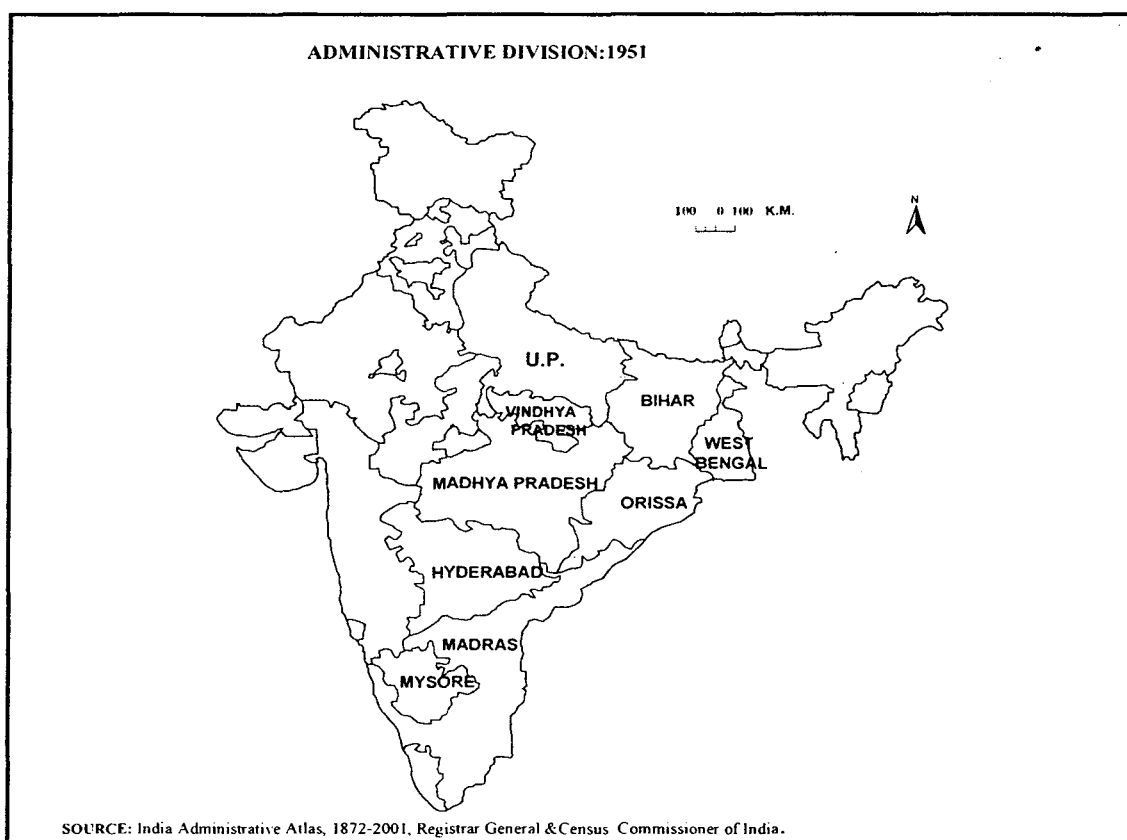 ADMINISTRATIVE DIVISION:1951
100 0 100 K.M.
N
U.P.
VINDHYA
PRADESH
BIHAR
WEST
BENGAL
MADHYA PRADESH
ORISSA
HYDERABAD
MADRAS
MYSORE
SOURCE: India Administrative Atlas, 1872-2001, Registrar General &Census Commissioner of India.